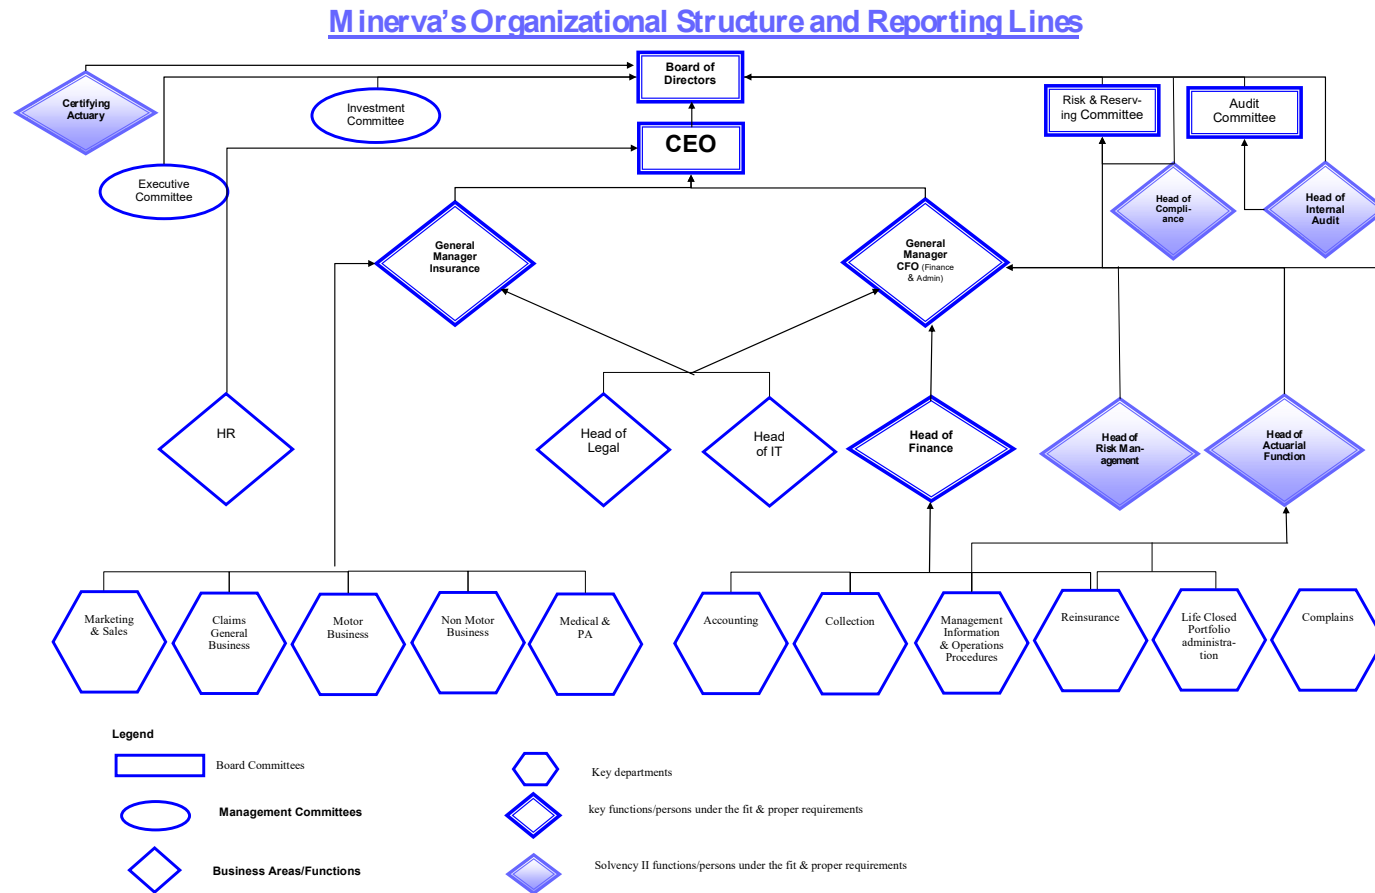 Minerva's Organizational Structure and Reporting Lines
Board of
Directors
Certifying
Actuary
Investment
Committee
Risk & Reserv-
ing Committee
Audit
Committee
CEO
Executive
Committee
Head of
Compli-
ance
Head of
Internal
Audit
General
Manager
Insurance
General
Manager
CFO (Finance
& Admin)
HR
Head of
Legal
Head
of IT
Head of
Finance
Head of
Risk Man-
agement
Head of
Actuarial
Function
Marketing
& Sales
Claims
General
Business
Motor
Business
Non Motor
Business
Medical &
PA
Accounting
Collection
Management
Information
& Operations
Procedures
Reinsurance
Life Closed
Portfolio
administra-
tion
Complains
Legend
Board Committees
Key departments
Management Committees
key functions/persons under the fit & proper requirements
Business Areas/Functions
Solvency II functions/persons under the fit & proper requirements